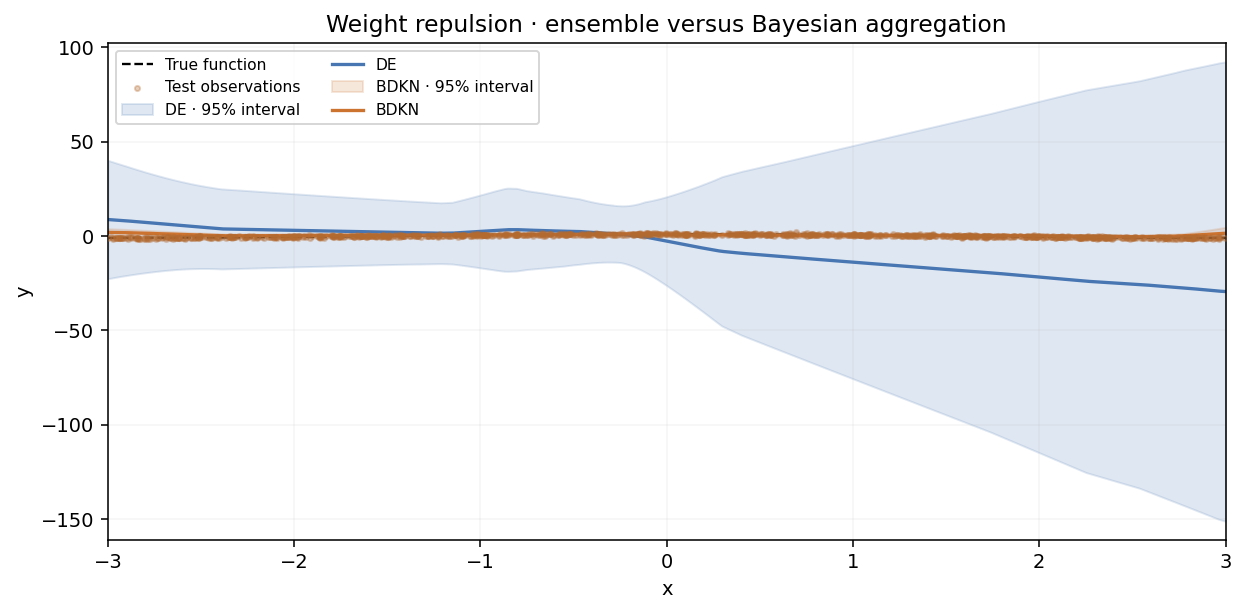 Weight repulsion · ensemble versus Bayesian aggregation
True function
Test observations
DE · 95% interval
DE
BDKN · 95% interval
BDKN
100
50
0
−50
−100
−150
y
−3
−2
−1
0
1
2
3
x